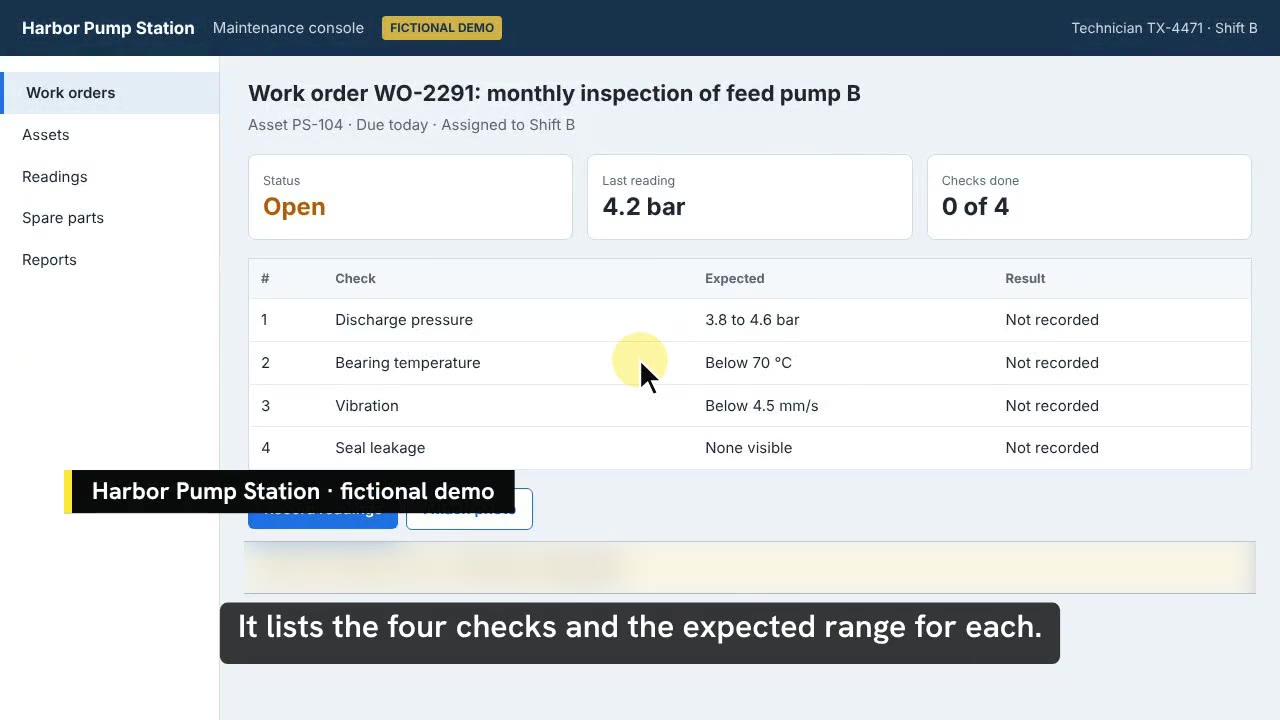 Harbor Pump Station Maintenance console FICTIONAL DEMO Technician TX-4471 · Shift B
Work orders
Assets
Readings
Spare parts
Reports
Work order WO-2291: monthly inspection of feed pump B
Asset PS-104 · Due today · Assigned to Shift B
Status
Open
Last reading
4.2 bar
Checks done
0 of 4
# Check Expected Result
1 Discharge pressure 3.8 to 4.6 bar Not recorded
2 Bearing temperature Below 70 °C Not recorded
3 Vibration Below 4.5 mm/s Not recorded
4 Seal leakage None visible Not recorded
Harbor Pump Station · fictional demo
It lists the four checks and the expected range for each.